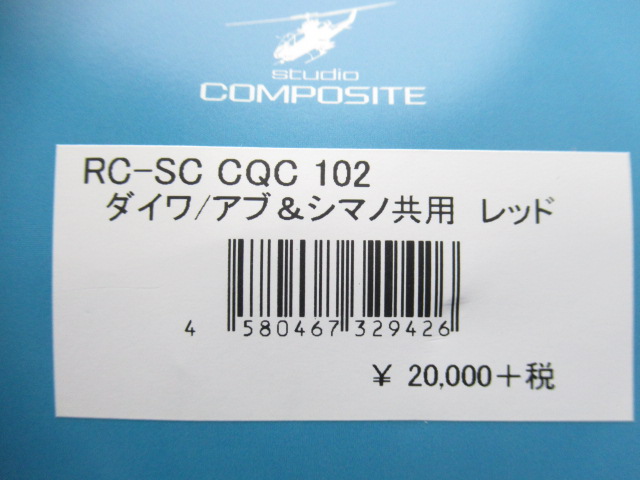 studio
COMPOSITE
RC-SC CQC 102
ダイワ/アブ＆シマノ共用 レッド
4 580467 329426
¥ 20,000+税